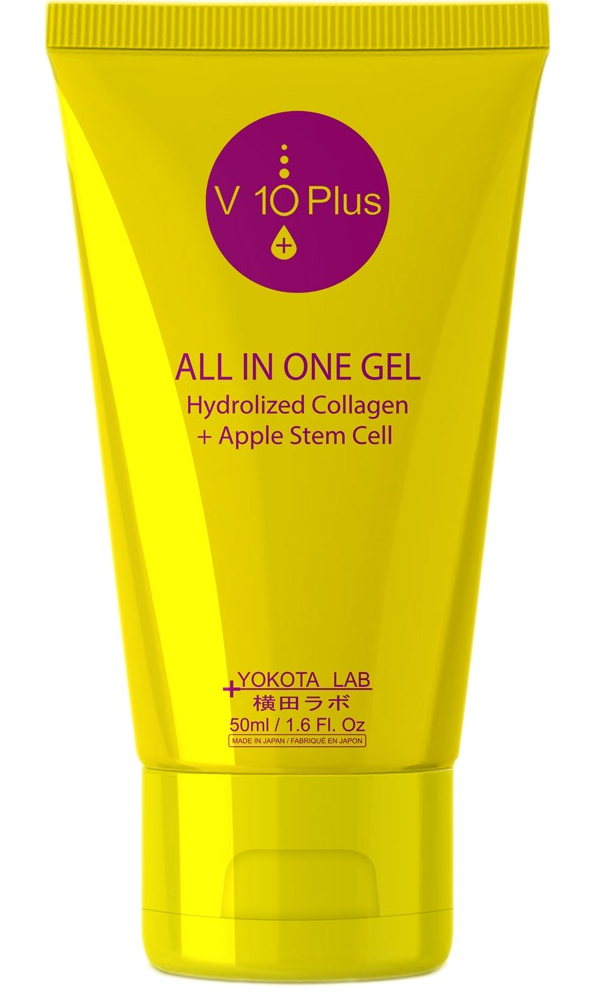 V 10 Plus
ALL IN ONE GEL
Hydrolized Collagen
+ Apple Stem Cell
YOKOTA LAB
横田ラボ
50ml / 1.6 Fl. Oz
MADE IN JAPAN / FABRIQUÉ EN JAPON